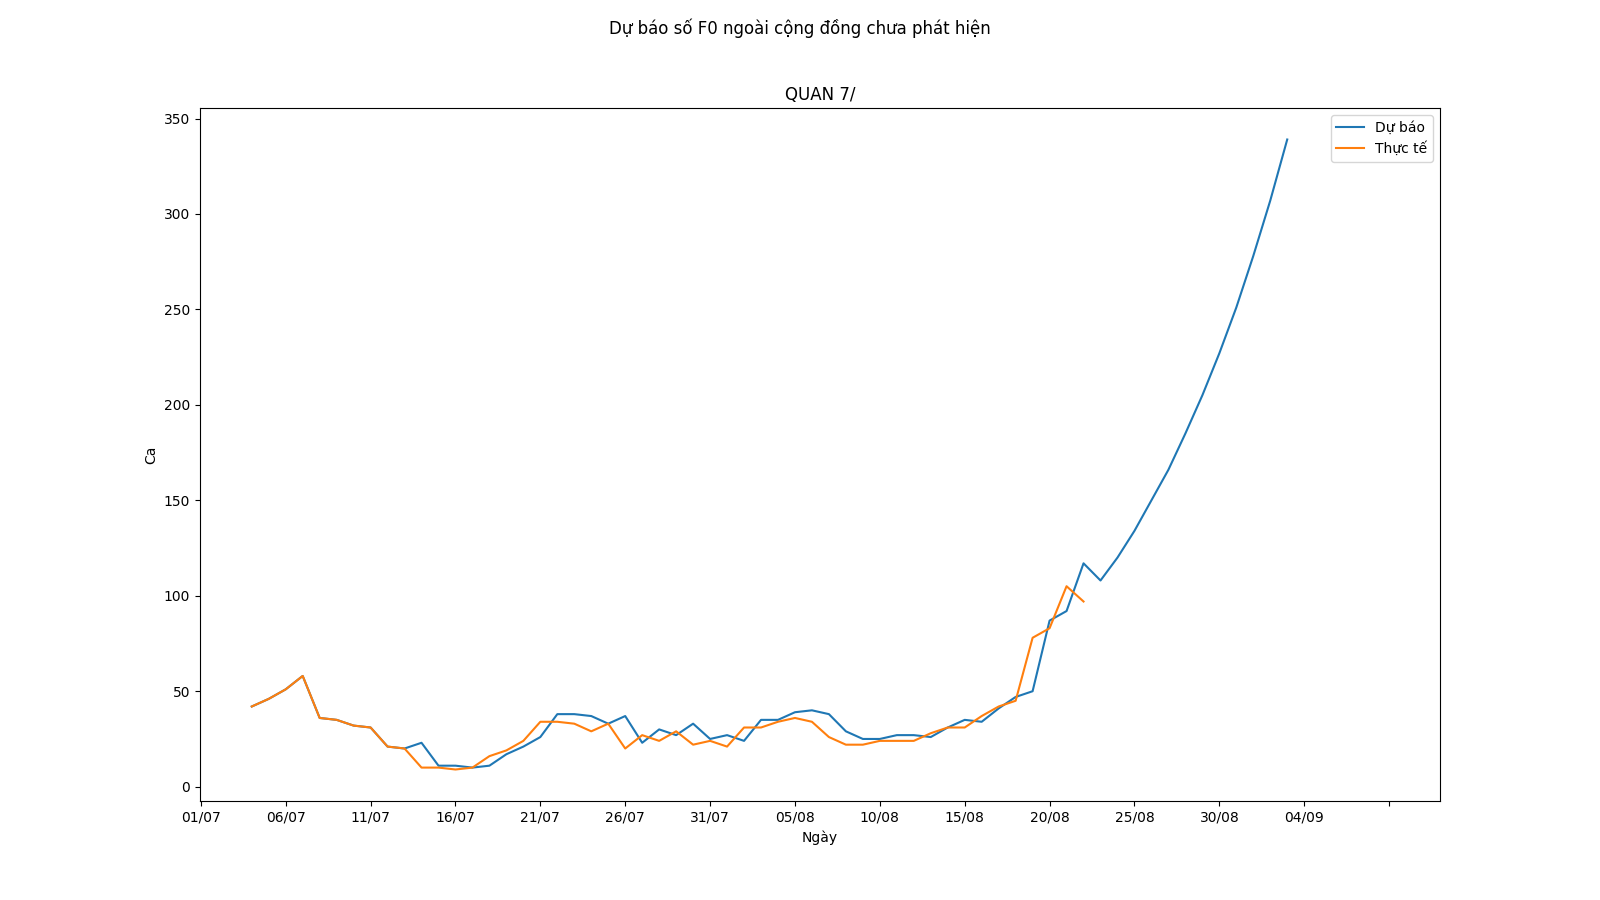 Dự báo số F0 ngoài cộng đồng chưa phát hiện
QUAN 7/
350
300
250
200
150
100
50
0
Ca
Dự báo
Thực tế
01/07 06/07 11/07 16/07 21/07 26/07 31/07 05/08 10/08 15/08 20/08 25/08 30/08 04/09
Ngày